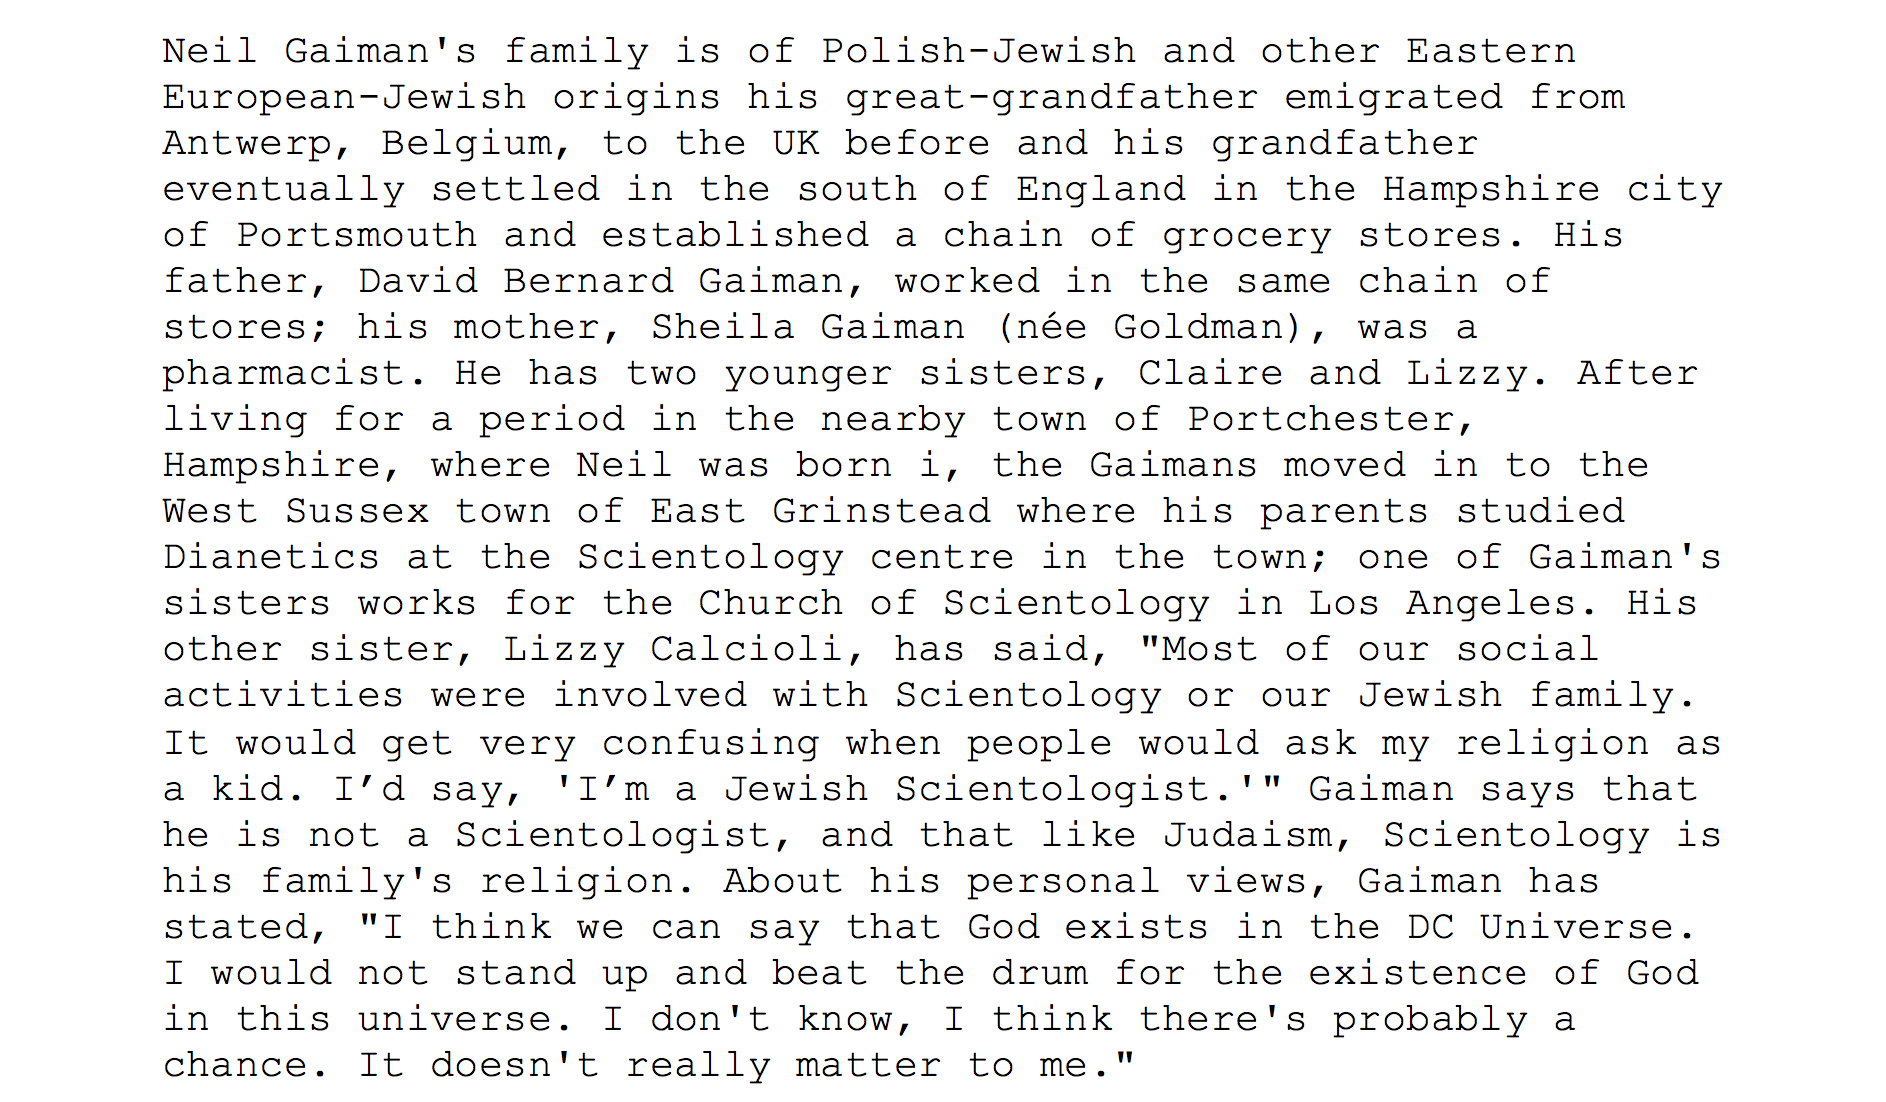 Neil Gaiman's family is of Polish-Jewish and other Eastern
European-Jewish origins his great-grandfather emigrated from
Antwerp, Belgium, to the UK before and his grandfather
eventually settled in the south of England in the Hampshire city
of Portsmouth and established a chain of grocery stores. His
father, David Bernard Gaiman, worked in the same chain of
stores; his mother, Sheila Gaiman (née Goldman), was a
pharmacist. He has two younger sisters, Claire and Lizzy. After
living for a period in the nearby town of Portchester,
Hampshire, where Neil was born i, the Gaimans moved in to the
West Sussex town of East Grinstead where his parents studied
Dianetics at the Scientology centre in the town; one of Gaiman's
sisters works for the Church of Scientology in Los Angeles. His
other sister, Lizzy Calcioli, has said, "Most of our social
activities were involved with Scientology or our Jewish family.
It would get very confusing when people would ask my religion as
a kid. I’d say, 'I’m a Jewish Scientologist.'" Gaiman says that
he is not a Scientologist, and that like Judaism, Scientology is
his family's religion. About his personal views, Gaiman has
stated, "I think we can say that God exists in the DC Universe.
I would not stand up and beat the drum for the existence of God
in this universe. I don't know, I think there's probably a
chance. It doesn't really matter to me."